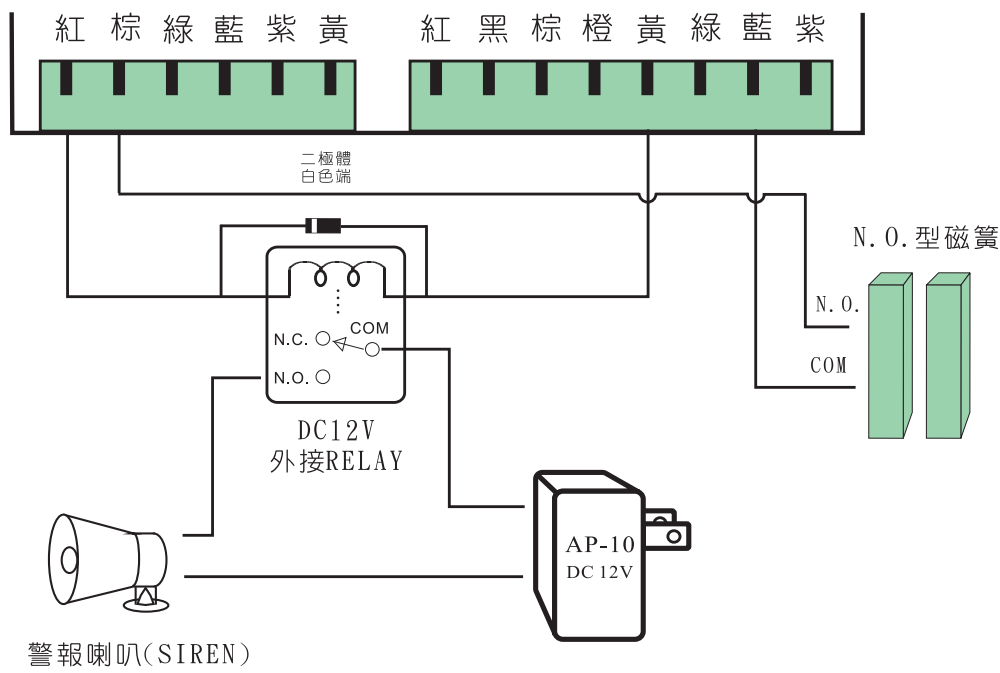 紅 棕 綠 藍 紫 黃
紅 黑 棕 橙 黃 綠 藍 紫
二極體
白色端
N.O.型磁簧
N.O.
COM
N.C.
COM
N.O.
DC12V
外接RELAY
AP-10
DC 12V
警報喇叭(SIREN)